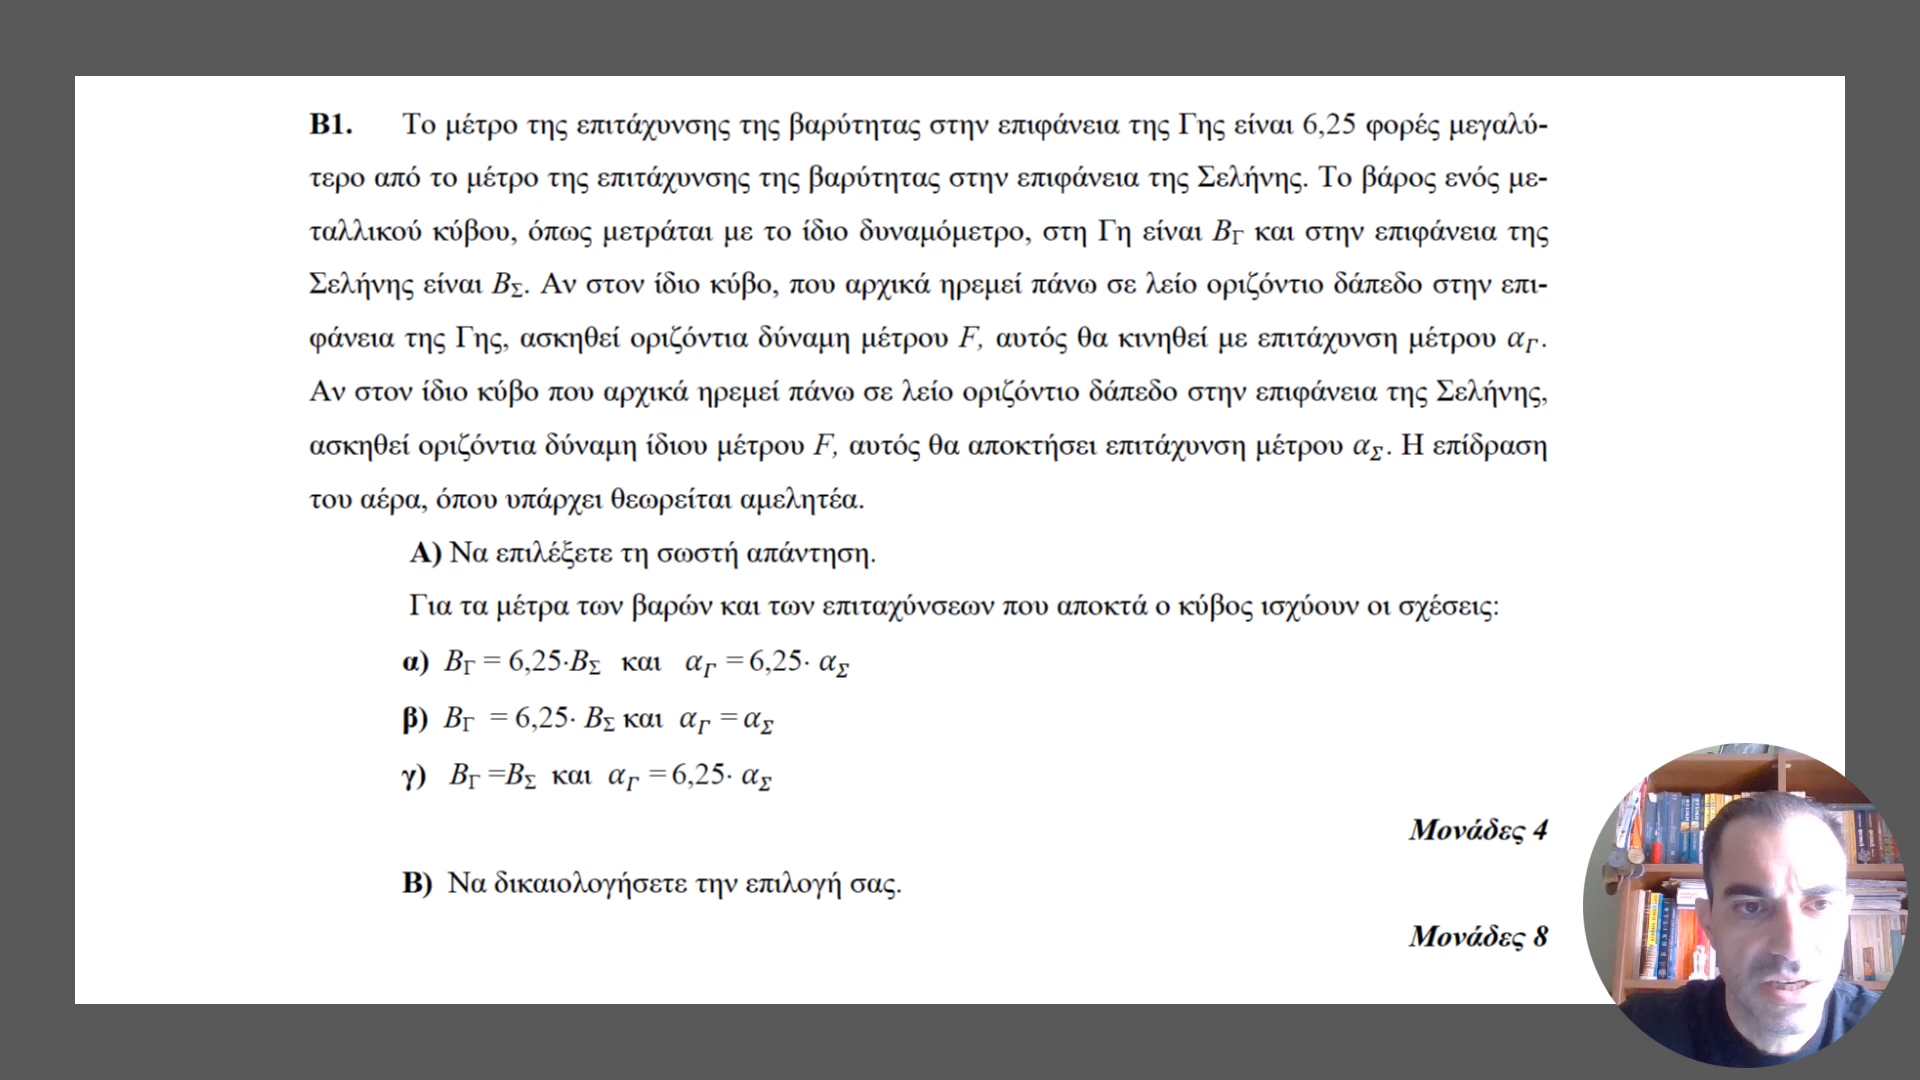 Β1. Το μέτρο της επιτάχυνσης της βαρύτητας στην επιφάνεια της Γης είναι 6,25 φορές μεγαλύ-
τερο από το μέτρο της επιτάχυνσης της βαρύτητας στην επιφάνεια της Σελήνης. Το βάρος ενός με-
ταλλικού κύβου, όπως μετράται με το ίδιο δυναμόμετρο, στη Γη είναι BΓ και στην επιφάνεια της
Σελήνης είναι BΣ. Αν στον ίδιο κύβο, που αρχικά ηρεμεί πάνω σε λείο οριζόντιο δάπεδο στην επι-
φάνεια της Γης, ασκηθεί οριζόντια δύναμη μέτρου F, αυτός θα κινηθεί με επιτάχυνση μέτρου αΓ.
Αν στον ίδιο κύβο που αρχικά ηρεμεί πάνω σε λείο οριζόντιο δάπεδο στην επιφάνεια της Σελήνης,
ασκηθεί οριζόντια δύναμη ίδιου μέτρου F, αυτός θα αποκτήσει επιτάχυνση μέτρου αΣ. Η επίδραση
του αέρα, όπου υπάρχει θεωρείται αμελητέα.
Α) Να επιλέξετε τη σωστή απάντηση.
Για τα μέτρα των βαρών και των επιταχύνσεων που αποκτά ο κύβος ισχύουν οι σχέσεις:
α) BΓ = 6,25·BΣ και αΓ = 6,25· αΣ
β) BΓ = 6,25· BΣ και αΓ = αΣ
γ) BΓ =BΣ και αΓ = 6,25· αΣ
Μονάδες 4
Β) Να δικαιολογήσετε την επιλογή σας.
Μονάδες 8